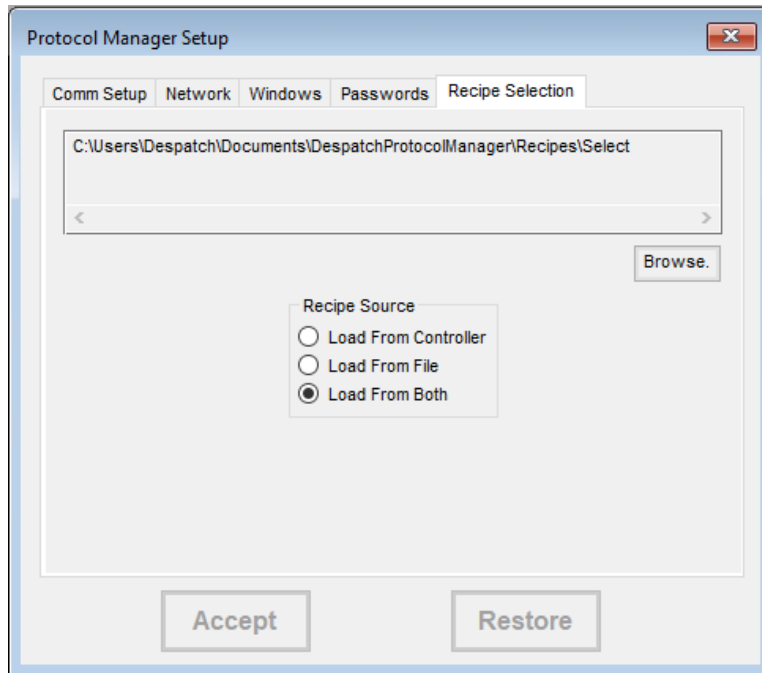 Protocol Manager Setup
Comm Setup Network Windows Passwords Recipe Selection
C:\Users\Despatch\Documents\DespatchProtocolManager\Recipes\Select
Browse.
Recipe Source
Load From Controller
Load From File
Load From Both
Accept Restore